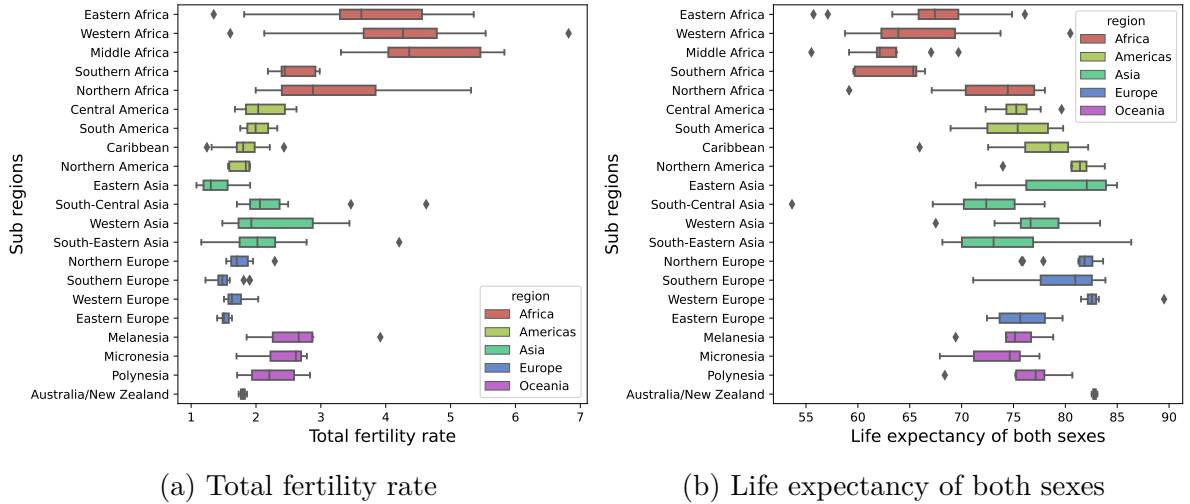 Sub regions
Eastern Africa
Western Africa
Middle Africa
Southern Africa
Northern Africa
Central America
South America
Caribbean
Northern America
Eastern Asia
South-Central Asia
Western Asia
South-Eastern Asia
Northern Europe
Southern Europe
Western Europe
Eastern Europe
Melanesia
Micronesia
Polynesia
Australia/New Zealand
region
Africa
Americas
Asia
Europe
Oceania
1 2 3 4 5 6 7
Total fertility rate
(a) Total fertility rate
Sub regions
Eastern Africa
Western Africa
Middle Africa
Southern Africa
Northern Africa
Central America
South America
Caribbean
Northern America
Eastern Asia
South-Central Asia
Western Asia
South-Eastern Asia
Northern Europe
Southern Europe
Western Europe
Eastern Europe
Melanesia
Micronesia
Polynesia
Australia/New Zealand
region
Africa
Americas
Asia
Europe
Oceania
55 60 65 70 75 80 85 90
Life expectancy of both sexes
(b) Life expectancy of both sexes